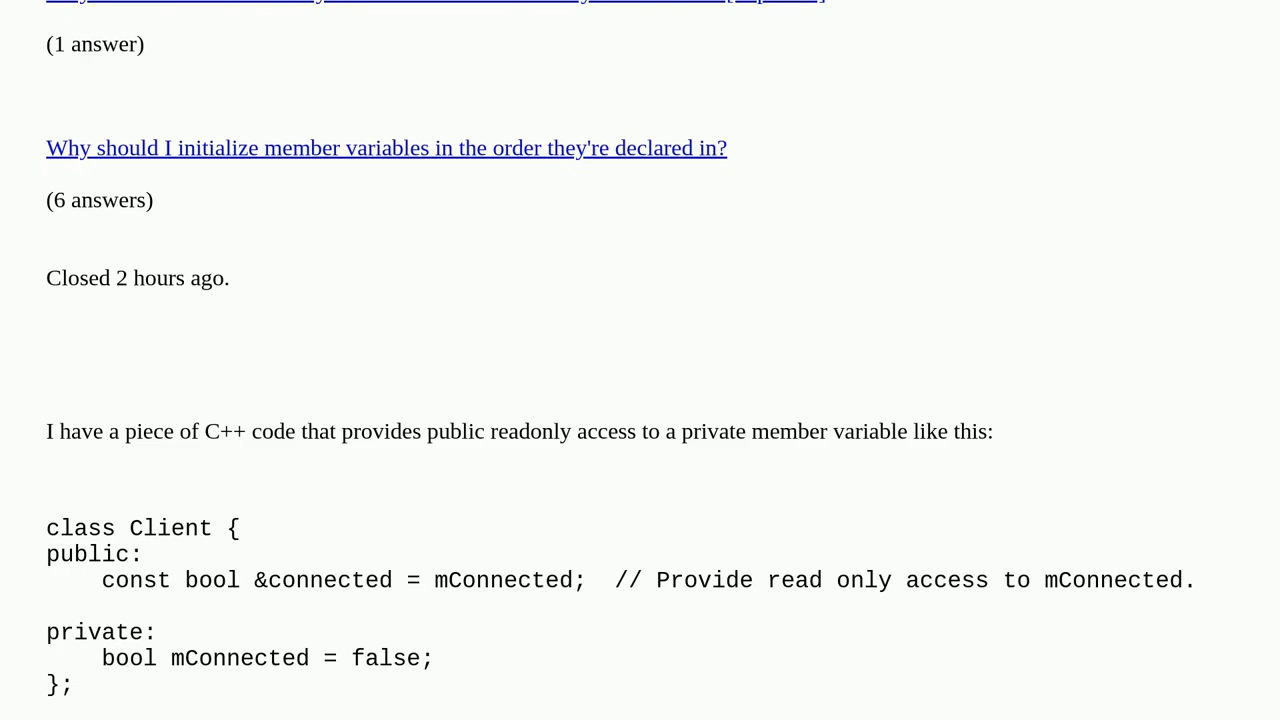 (1 answer)
Why should I initialize member variables in the order they're declared in?
(6 answers)
Closed 2 hours ago.
I have a piece of C++ code that provides public readonly access to a private member variable like this:
class Client {
public:
    const bool &connected = mConnected;  // Provide read only access to mConnected.
private:
    bool mConnected = false;
};